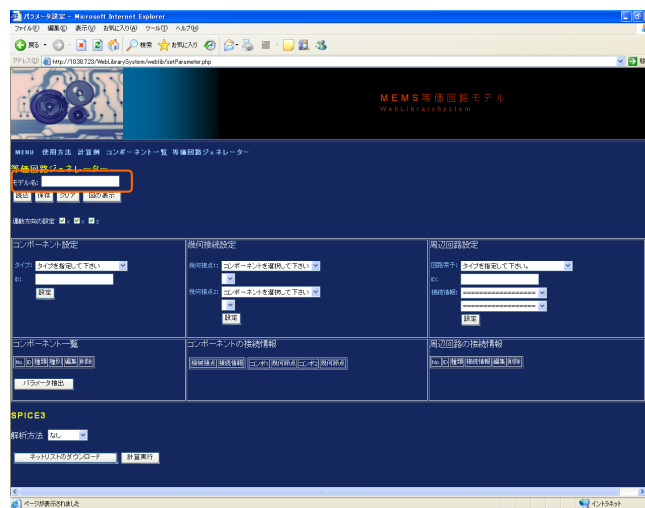 パラメータ設定 - Microsoft Internet Explorer
ファイル(F) 編集(E) 表示(V) お気に入り(A) ツール(T) ヘルプ(H)
戻る 検索 お気に入り
アドレス(D) http://10.38.7.23/WebLibrarySystem/weblib/setParameter.php
MEMS等価回路モデル
WebLibrarySystem
MENU 使用方法 計算例 コンポーネント一覧 等価回路ジェネレーター
等価回路ジェネレーター
モデル名:
読込 保存 クリア 図の表示
運動方向の設定 x y z
コンポーネント設定
タイプ: タイプを指定して下さい
ID:
設定
幾何接続設定
幾何接点1: コンポーネントを選択して下さい
幾何接点2: コンポーネントを選択して下さい
設定
周辺回路設定
回路素子: タイプを指定して下さい。
ID:
接続情報: ==================
==================
設定
コンポーネント一覧
No ID 種類 種別 編集 削除
パラメータ抽出
コンポーネントの接続情報
接続情報 コンポ1 幾何節点 コンポ2 幾何節点
周辺回路の接続情報
No ID 種類 接続情報 編集 削除
SPICE3
解析方法 なし
ネットリストのダウンロード 計算実行
ページが表示されました
イントラネット